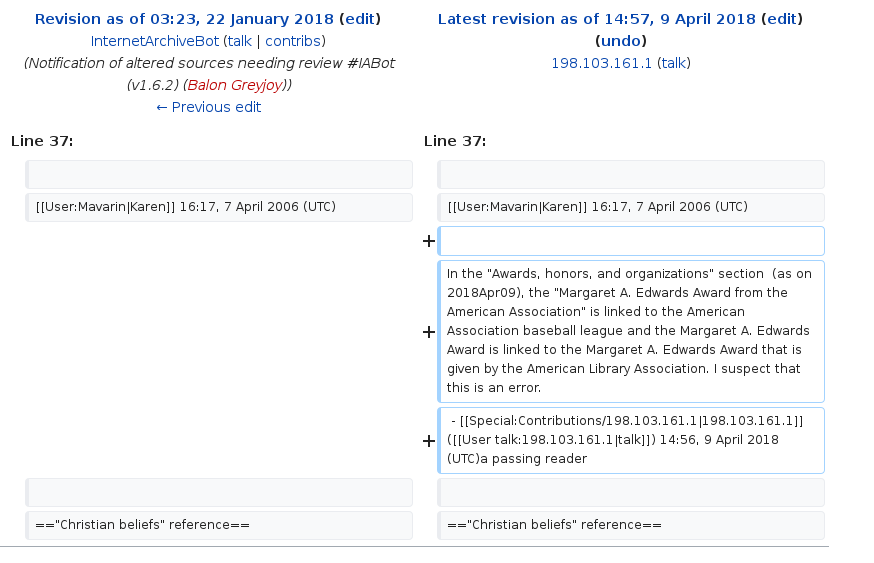 Revision as of 03:23, 22 January 2018 (edit)
InternetArchiveBot (talk | contribs)
(Notification of altered sources needing review #IABot
(v1.6.2) (Balon Greyjoy))
← Previous edit
Latest revision as of 14:57, 9 April 2018 (edit)
(undo)
198.103.161.1 (talk)
Line 37:
Line 37:
[[User:Mavarin|Karen]] 16:17, 7 April 2006 (UTC)
[[User:Mavarin|Karen]] 16:17, 7 April 2006 (UTC)
+
+
In the "Awards, honors, and organizations" section  (as on
2018Apr09), the "Margaret A. Edwards Award from the
American Association" is linked to the American
Association baseball league and the Margaret A. Edwards
Award is linked to the Margaret A. Edwards Award that is
given by the American Library Association. I suspect that
this is an error.
+
- [[Special:Contributions/198.103.161.1|198.103.161.1]]
([[User talk:198.103.161.1|talk]]) 14:56, 9 April 2018
(UTC)a passing reader
=="Christian beliefs" reference==
=="Christian beliefs" reference==